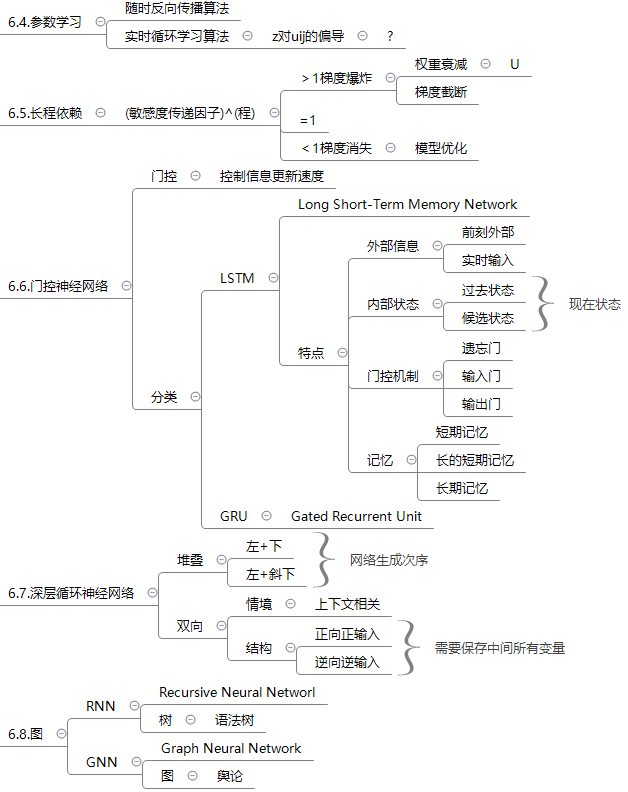 6.4.参数学习
随时反向传播算法
实时循环学习算法
z对uij的偏导
?
6.5.长程依赖
(敏感度传递因子)^(程)
>1梯度爆炸
权重衰减
U
梯度截断
=1
<1梯度消失
模型优化
6.6.门控神经网络
门控
控制信息更新速度
分类
LSTM
Long Short-Term Memory Network
特点
外部信息
前刻外部
实时输入
内部状态
过去状态
候选状态
现在状态
门控机制
遗忘门
输入门
输出门
记忆
短期记忆
长的短期记忆
长期记忆
GRU
Gated Recurrent Unit
6.7.深层循环神经网络
堆叠
左+下
左+斜下
网络生成次序
双向
情境
上下文相关
结构
正向正输入
逆向逆输入
需要保存中间所有变量
6.8.图
RNN
Recursive Neural Networl
树
语法树
GNN
Graph Neural Network
图
舆论